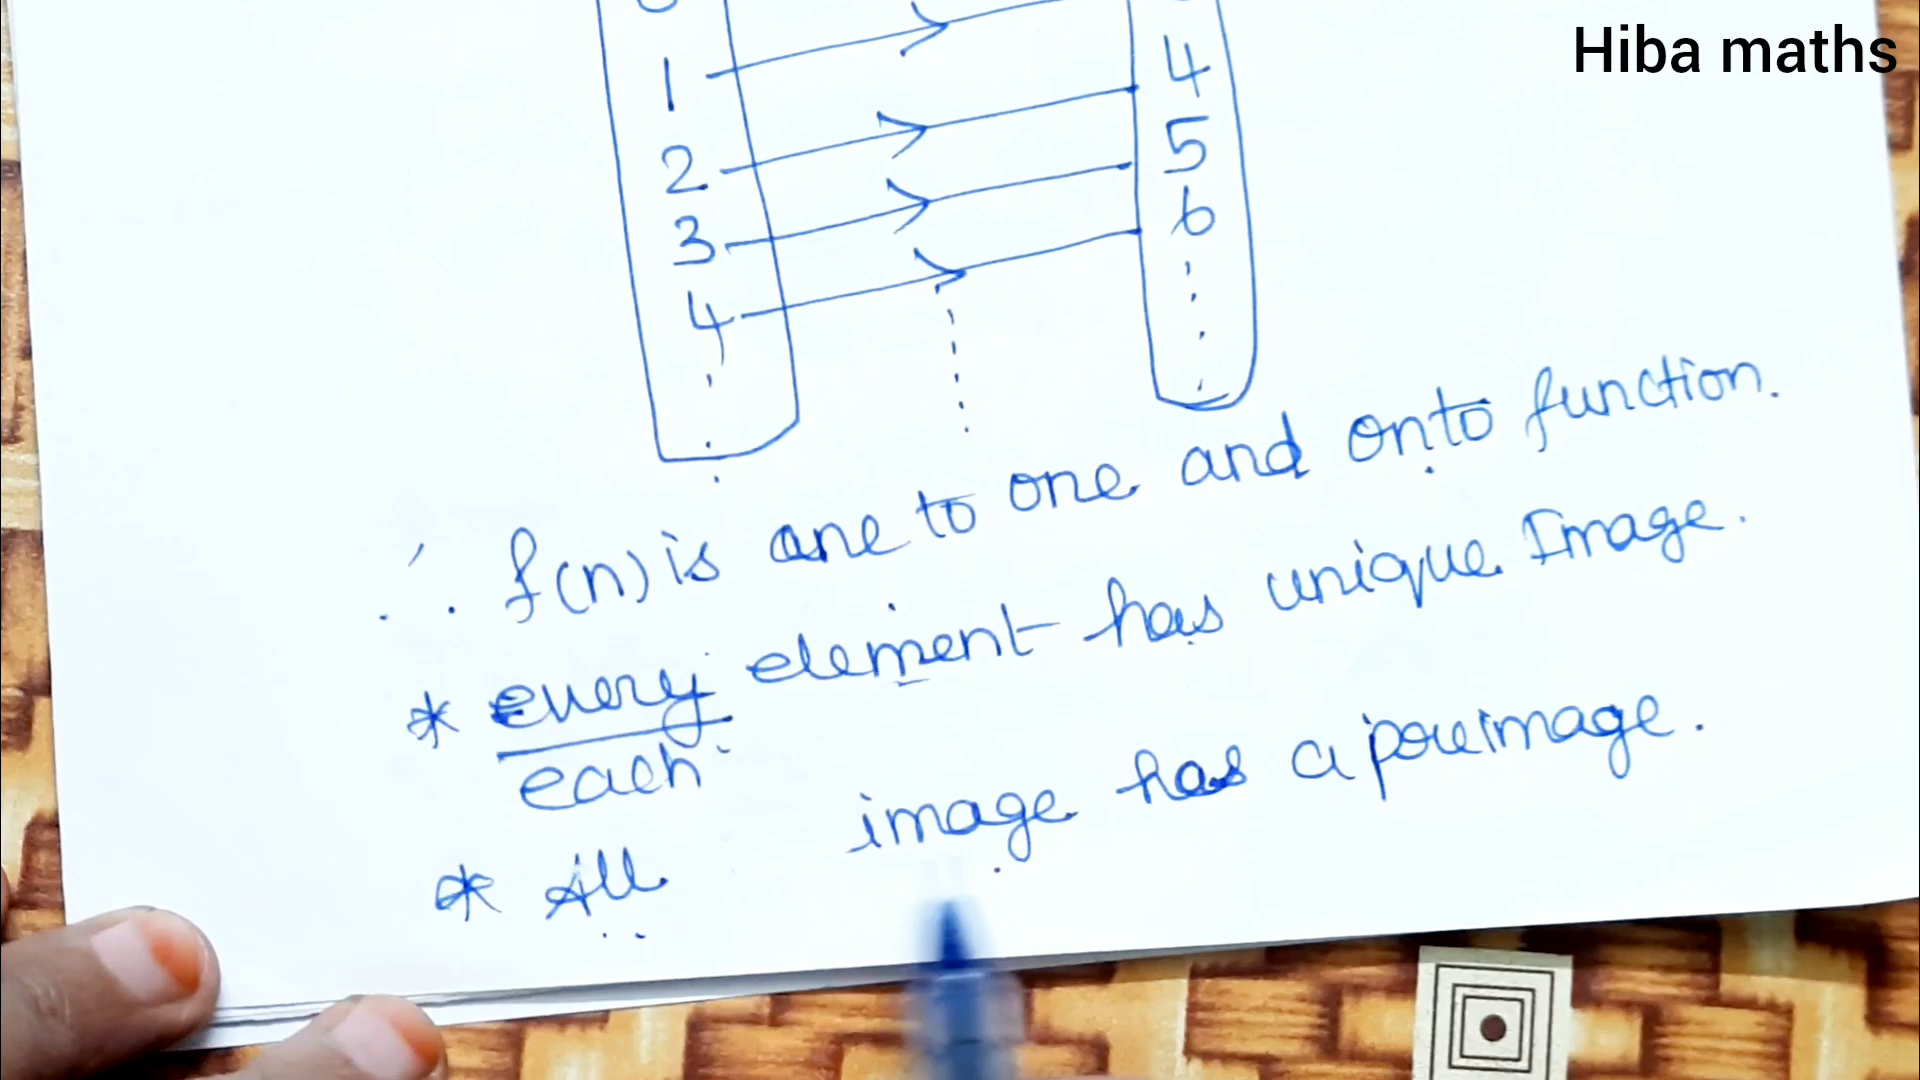 Hiba maths
1
2
3
4
4
5
6
∴ f(n) is one to one and onto function.
* every element has unique Image.
each
* All image has a preimage.